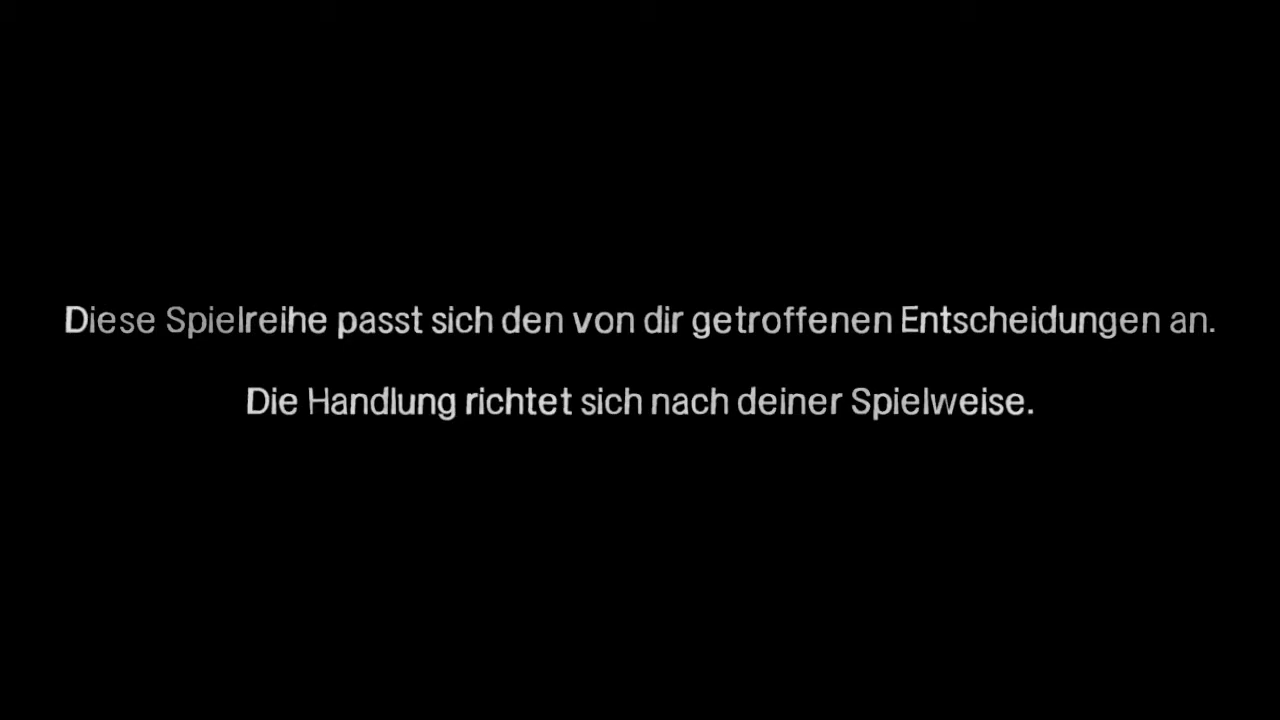 Diese Spielreihe passt sich den von dir getroffenen Entscheidungen an.
Die Handlung richtet sich nach deiner Spielweise.